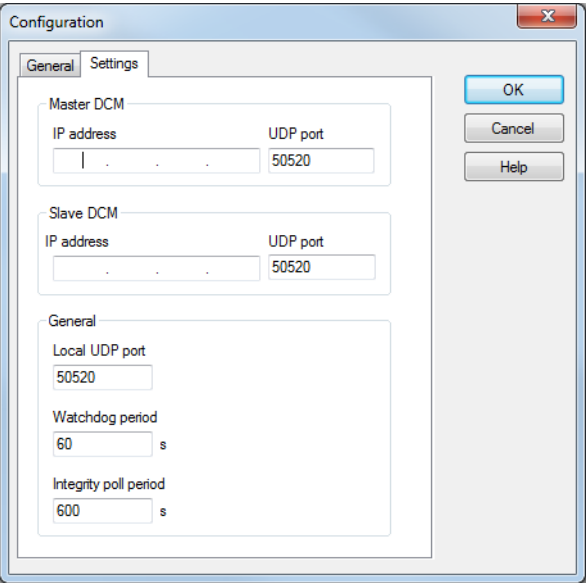 Configuration
General Settings
Master DCM
IP address UDP port
. . . 50520
Slave DCM
IP address UDP port
. . . 50520
General
Local UDP port
50520
Watchdog period
60 s
Integrity poll period
600 s
OK
Cancel
Help